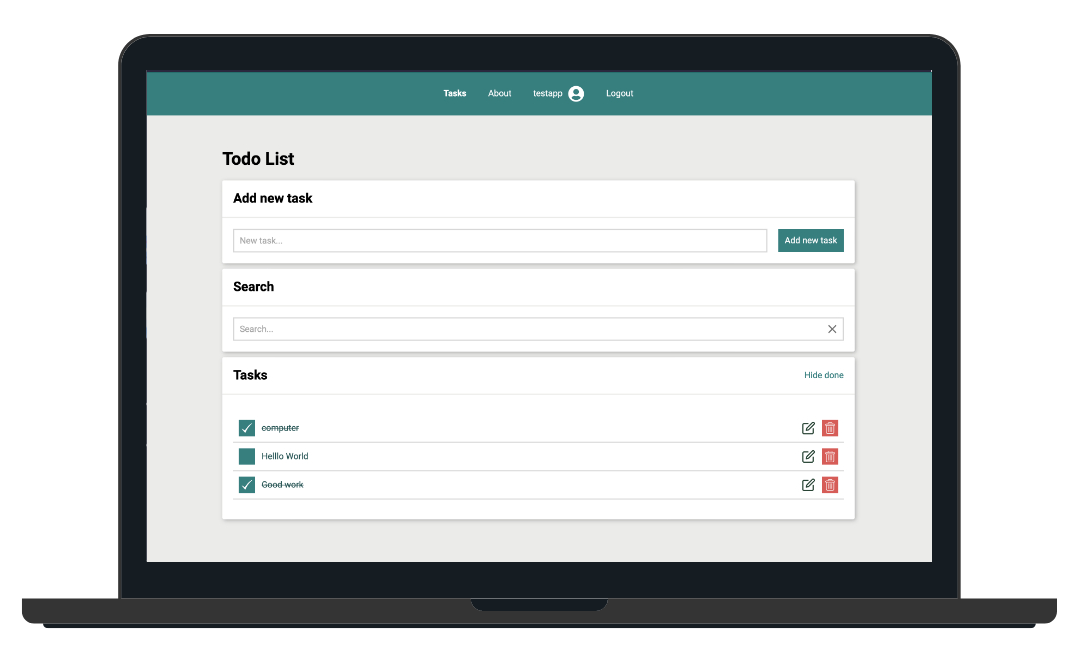 Tasks About testapp Logout
Todo List
Add new task
New task... Add new task
Search
Search...
Tasks Hide done
computer
Helllo World
Good work